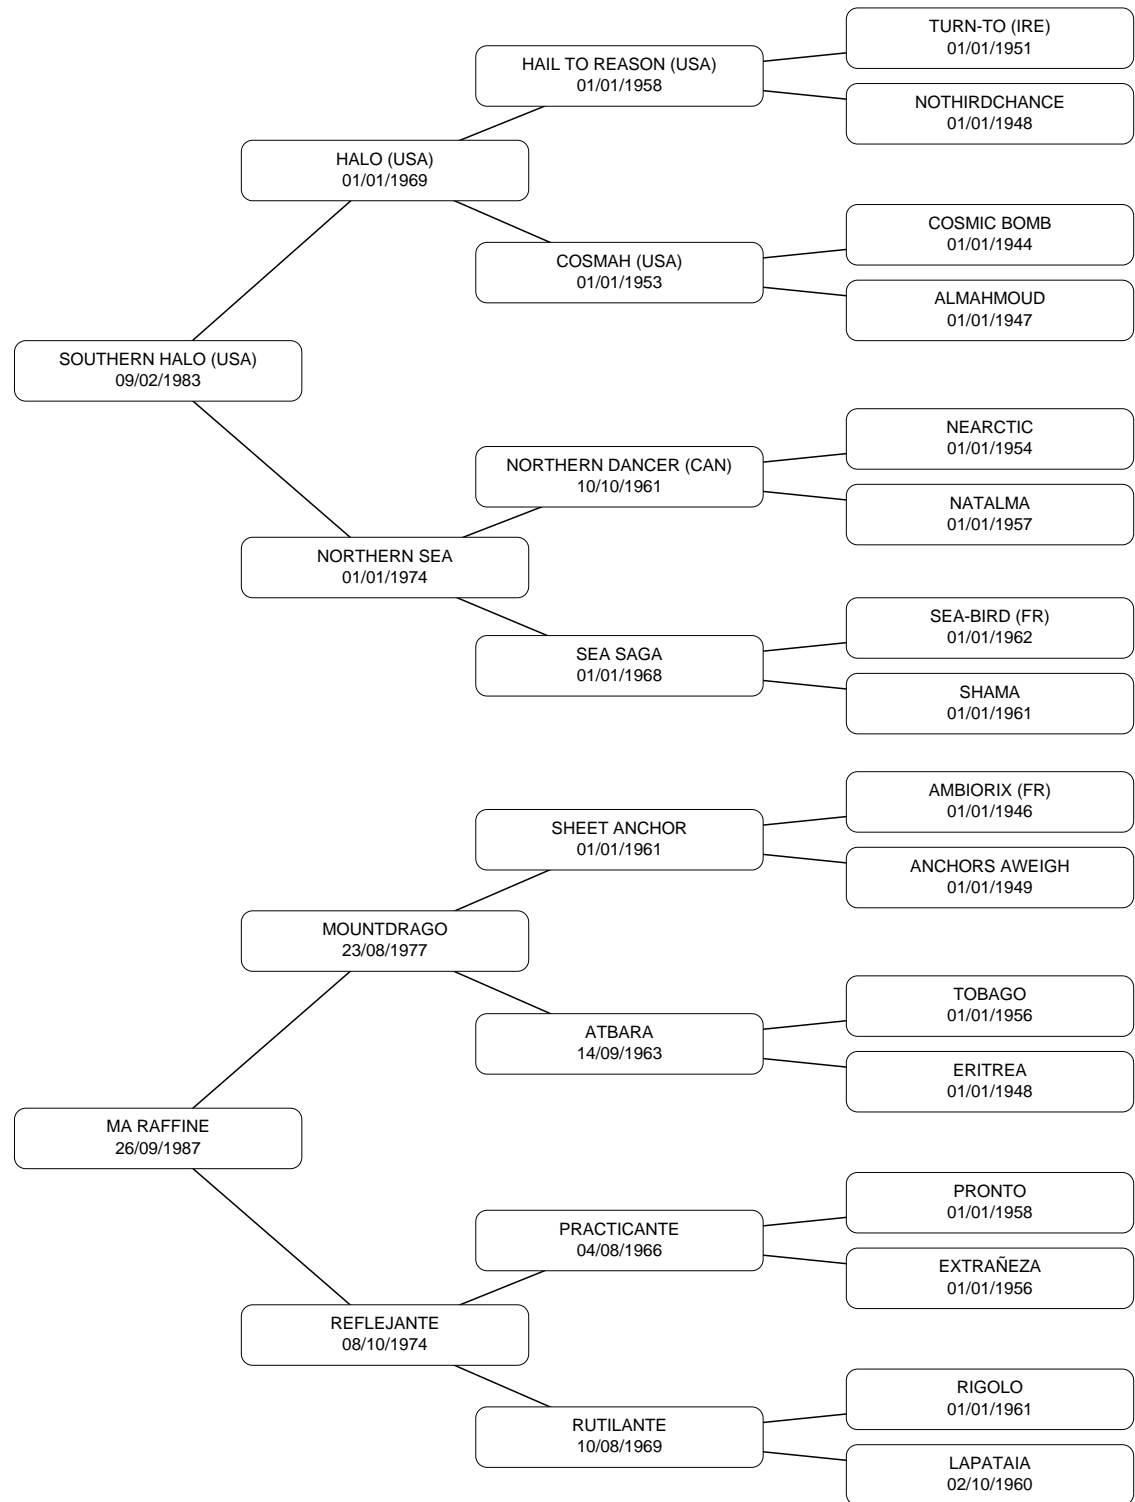 TURN-TO (IRE)
01/01/1951
HAIL TO REASON (USA)
01/01/1958
NOTHIRDCHANCE
01/01/1948
HALO (USA)
01/01/1969
COSMIC BOMB
01/01/1944
COSMAH (USA)
01/01/1953
ALMAHMOUD
01/01/1947
SOUTHERN HALO (USA)
09/02/1983
NEARCTIC
01/01/1954
NORTHERN DANCER (CAN)
10/10/1961
NATALMA
01/01/1957
NORTHERN SEA
01/01/1974
SEA-BIRD (FR)
01/01/1962
SEA SAGA
01/01/1968
SHAMA
01/01/1961
AMBIORIX (FR)
01/01/1946
SHEET ANCHOR
01/01/1961
ANCHORS AWEIGH
01/01/1949
MOUNTDRAGO
23/08/1977
TOBAGO
01/01/1956
ATBARA
14/09/1963
ERITREA
01/01/1948
MA RAFFINE
26/09/1987
PRONTO
01/01/1958
PRACTICANTE
04/08/1966
EXTRAÑEZA
01/01/1956
REFLEJANTE
08/10/1974
RIGOLO
01/01/1961
RUTILANTE
10/08/1969
LAPATAIA
02/10/1960